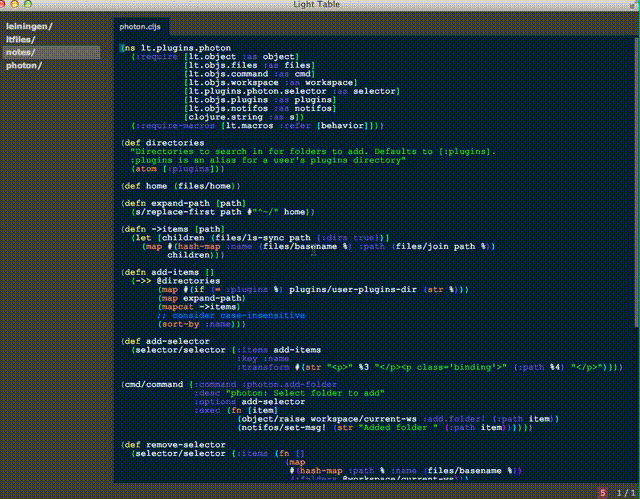 Light Table
leiningen/
ltfiles/
notes/
photon/
photon.cljs
(ns lt.plugins.photon
  (:require [lt.object :as object]
            [lt.objs.files :as files]
            [lt.objs.command :as cmd]
            [lt.objs.workspace :as workspace]
            [lt.plugins.photon.selector :as selector]
            [lt.objs.plugins :as plugins]
            [lt.objs.notifos :as notifos]
            [clojure.string :as s])
  (:require-macros [lt.macros :refer [behavior]]))
(def directories
  "Directories to search in for folders to add. Defaults to [:plugins].
  :plugins is an alias for a user's plugins directory"
  (atom [:plugins]))
(def home (files/home))
(defn expand-path [path]
  (s/replace-first path #"^~/" home))
(defn ->items [path]
  (let [children (files/ls-sync path {:dirs true})]
    (map #(hash-map :name (files/basename %) :path (files/join path %))
         children)))
(defn add-items []
  (->> @directories
       (map #(if (= :plugins %) plugins/user-plugins-dir (str %)))
       (map expand-path)
       (mapcat ->items)
       ;; consider case-insensitive
       (sort-by :name)))
(def add-selector
  (selector/selector {:items add-items
                      :key :name
                      :transform #(str "<p>" %3 "</p><p class='binding'>" (:path %4) "</p>")}))
(cmd/command {:command :photon.add-folder
              :desc "photon: Select folder to add"
              :options add-selector
              :exec (fn [item]
                      (object/raise workspace/current-ws :add.folder! (:path item))
                      (notifos/set-msg! (str "Added folder " (:path item))))})
(def remove-selector
  (selector/selector {:items (fn []
                               (map
                                #(hash-map :path % :name (files/basename %))
                                (:folders @workspace/current-ws)))
5 1 / 1